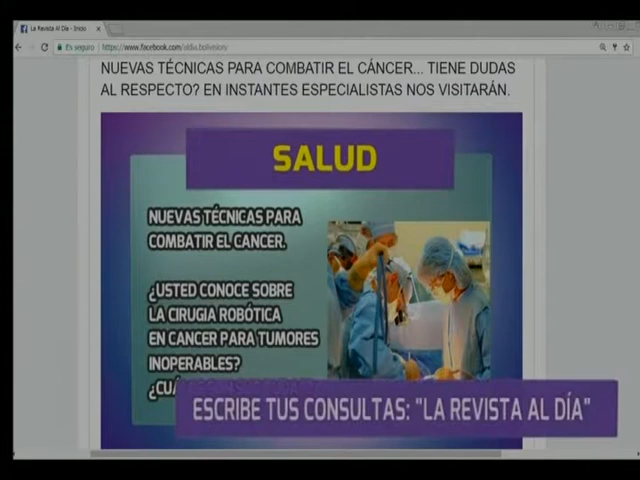 La Revista Al Día - Inicio
Es seguro
https://www.facebook.com/aldia.bolivision/
NUEVAS TÉCNICAS PARA COMBATIR EL CÁNCER... TIENE DUDAS
AL RESPECTO? EN INSTANTES ESPECIALISTAS NOS VISITARÁN.
SALUD
NUEVAS TÉCNICAS PARA
COMBATIR EL CANCER.
¿USTED CONOCE SOBRE
LA CIRUGIA ROBÓTICA
EN CANCER PARA TUMORES
INOPERABLES?
ESCRIBE TUS CONSULTAS: "LA REVISTA AL DÍA"